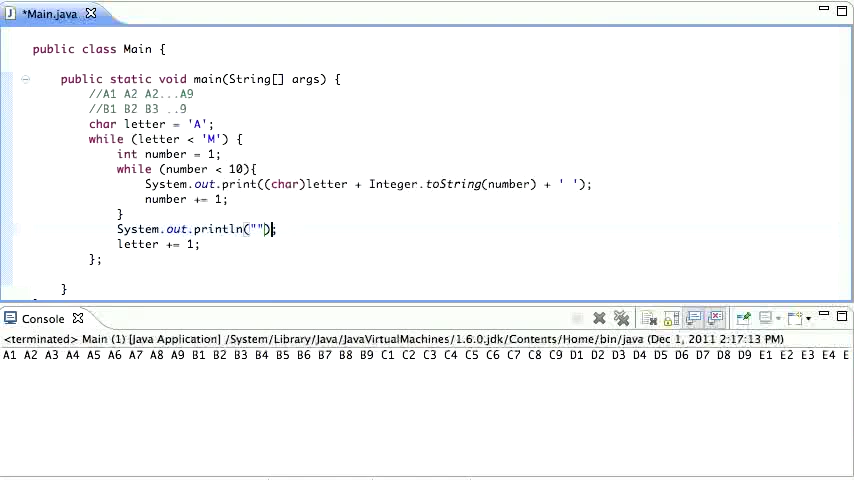 *Main.java
public class Main {
public static void main(String[] args) {
//A1 A2 A2...A9
//B1 B2 B3 ..9
char letter = 'A';
while (letter < 'M') {
int number = 1;
while (number < 10){
System.out.print((char)letter + Integer.toString(number) + ' ');
number += 1;
}
System.out.println("");
letter += 1;
};
}
Console
<terminated> Main (1) [Java Application] /System/Library/Java/JavaVirtualMachines/1.6.0.jdk/Contents/Home/bin/java (Dec 1, 2011 2:17:13 PM)
A1 A2 A3 A4 A5 A6 A7 A8 A9 B1 B2 B3 B4 B5 B6 B7 B8 B9 C1 C2 C3 C4 C5 C6 C7 C8 C9 D1 D2 D3 D4 D5 D6 D7 D8 D9 E1 E2 E3 E4 E